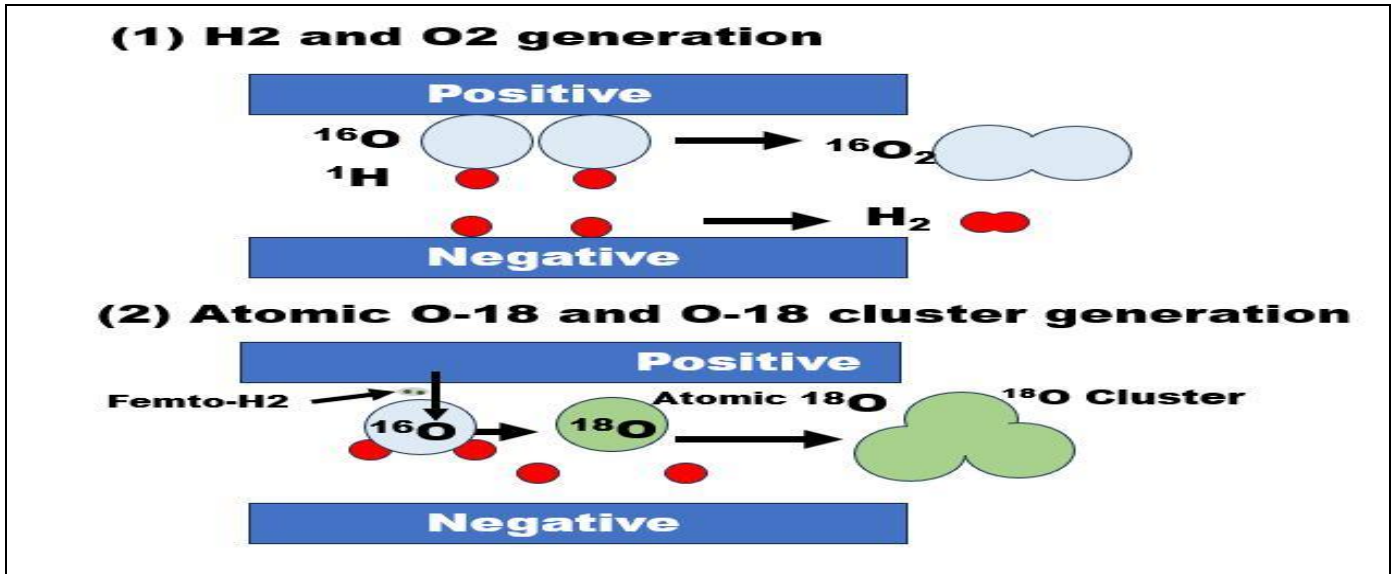 (1) H2 and O2 generation
Positive
¹⁶O
¹H
¹⁶O₂
H₂
Negative
(2) Atomic O-18 and O-18 cluster generation
Positive
Femto-H2
¹⁶O
¹⁸O
Atomic ¹⁸O
¹⁸O Cluster
Negative